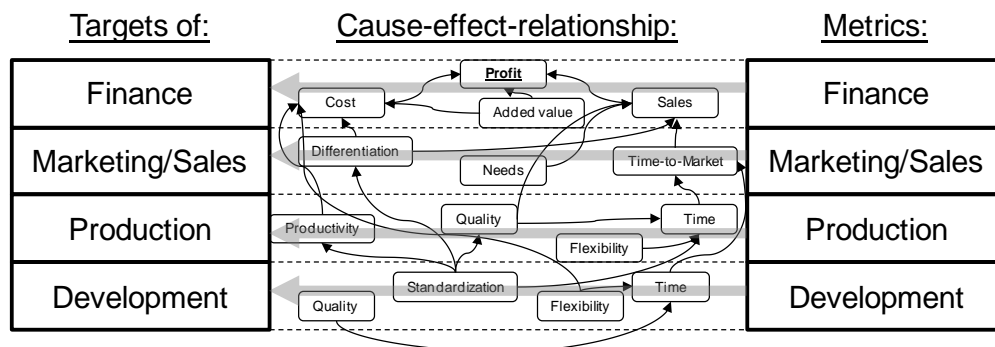 Targets of:
Cause-effect-relationship:
Metrics:
Finance
Profit
Cost
Added value
Sales
Finance
Marketing/Sales
Differentiation
Needs
Time-to-Market
Marketing/Sales
Production
Productivity
Quality
Flexibility
Time
Production
Development
Quality
Standardization
Flexibility
Time
Development